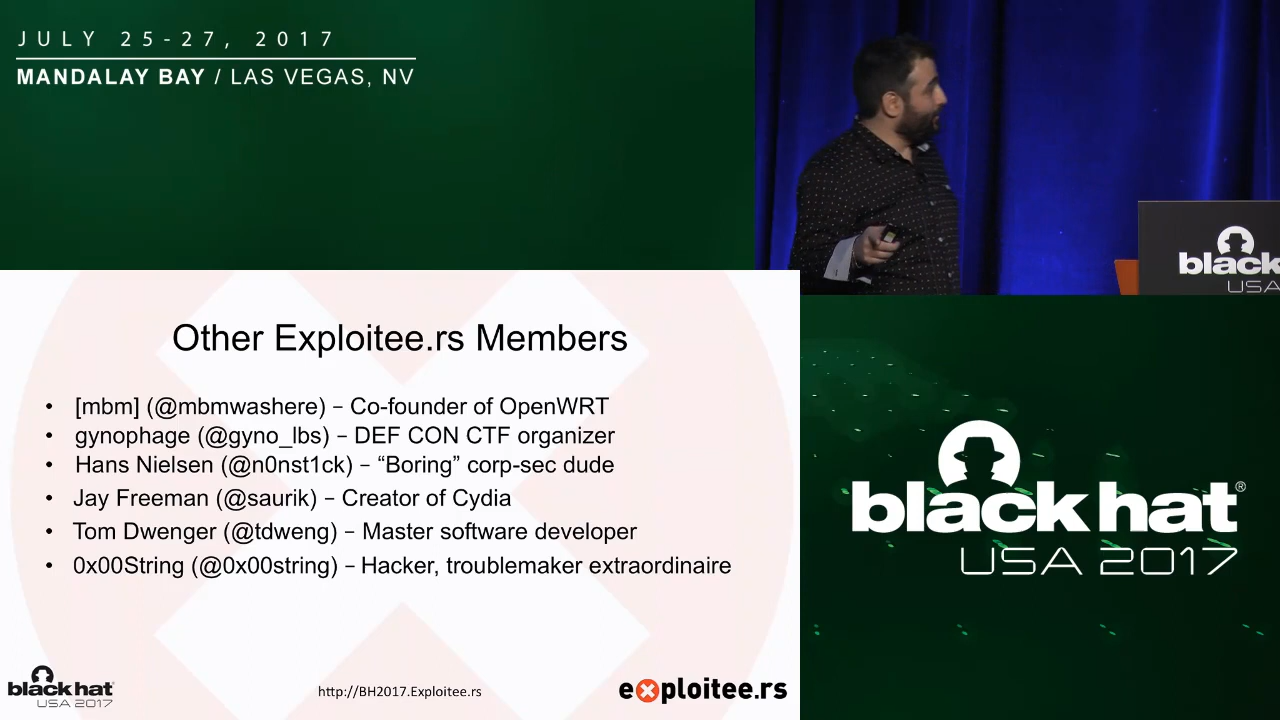 JULY 25-27, 2017
MANDALAY BAY / LAS VEGAS, NV
black
USA
Other Exploitee.rs Members
• [mbm] (@mbmwashere) – Co-founder of OpenWRT
• gynophage (@gyno_lbs) – DEF CON CTF organizer
• Hans Nielsen (@n0nst1ck) – “Boring” corp-sec dude
• Jay Freeman (@saurik) – Creator of Cydia
• Tom Dwenger (@tdweng) – Master software developer
• 0x00String (@0x00string) – Hacker, troublemaker extraordinaire
black hat
USA 2017
http://BH2017.Exploitee.rs
exploitee.rs
black hat®
USA 2017